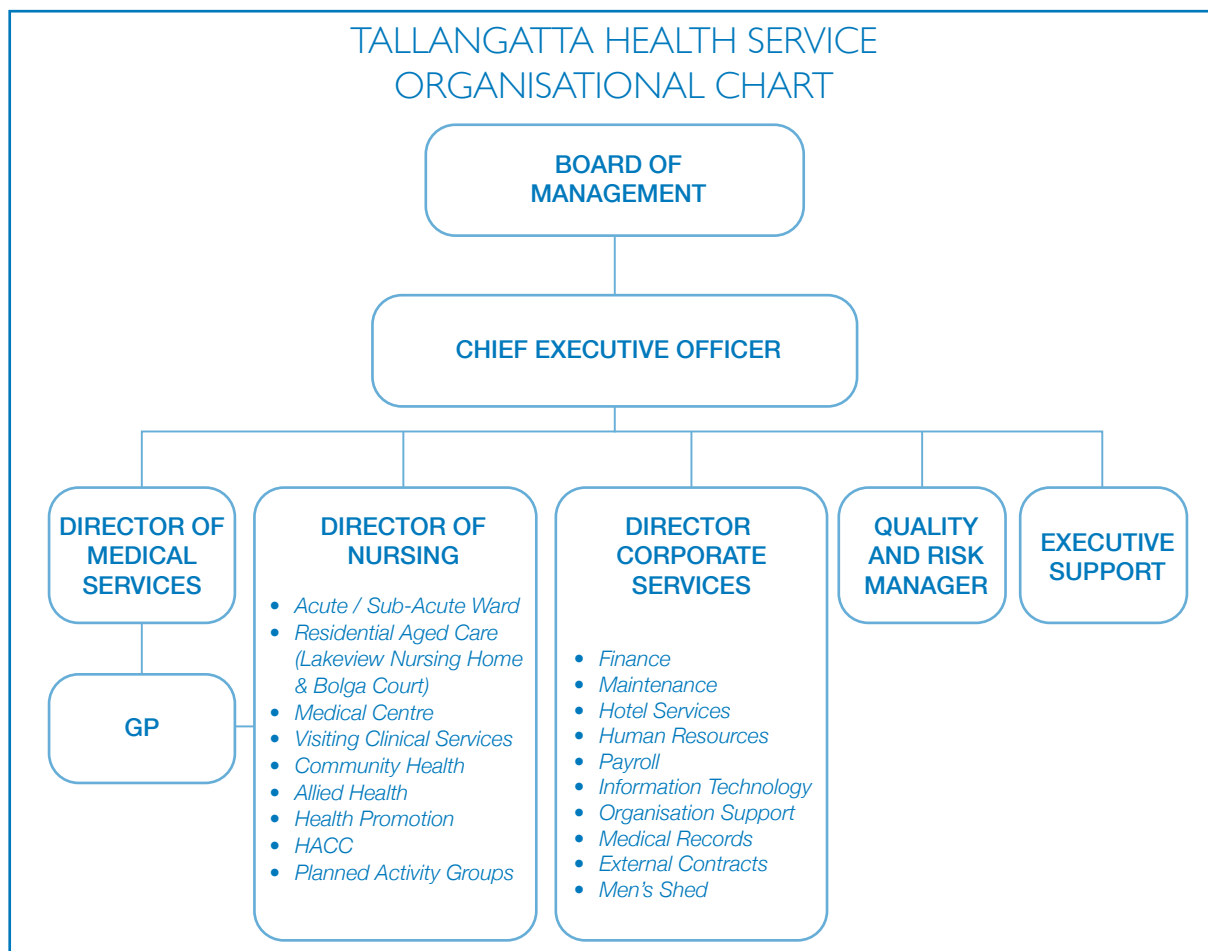 TALLANGATTA HEALTH SERVICE
ORGANISATIONAL CHART
BOARD OF
MANAGEMENT
CHIEF EXECUTIVE OFFICER
DIRECTOR OF
MEDICAL
SERVICES
GP
DIRECTOR OF
NURSING
• Acute / Sub-Acute Ward
• Residential Aged Care
(Lakeview Nursing Home
& Bolga Court)
• Medical Centre
• Visiting Clinical Services
• Community Health
• Allied Health
• Health Promotion
• HACC
• Planned Activity Groups
DIRECTOR
CORPORATE
SERVICES
• Finance
• Maintenance
• Hotel Services
• Human Resources
• Payroll
• Information Technology
• Organisation Support
• Medical Records
• External Contracts
• Men's Shed
QUALITY
AND RISK
MANAGER
EXECUTIVE
SUPPORT